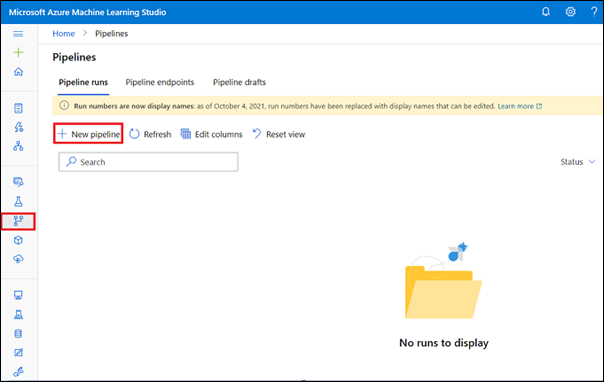 Microsoft Azure Machine Learning Studio
Home > Pipelines
Pipelines
Pipeline runs Pipeline endpoints Pipeline drafts
Run numbers are now display names: as of October 4, 2021, run numbers have been replaced with display names that can be edited. Learn more
New pipeline Refresh Edit columns Reset view
Search
Status
No runs to display